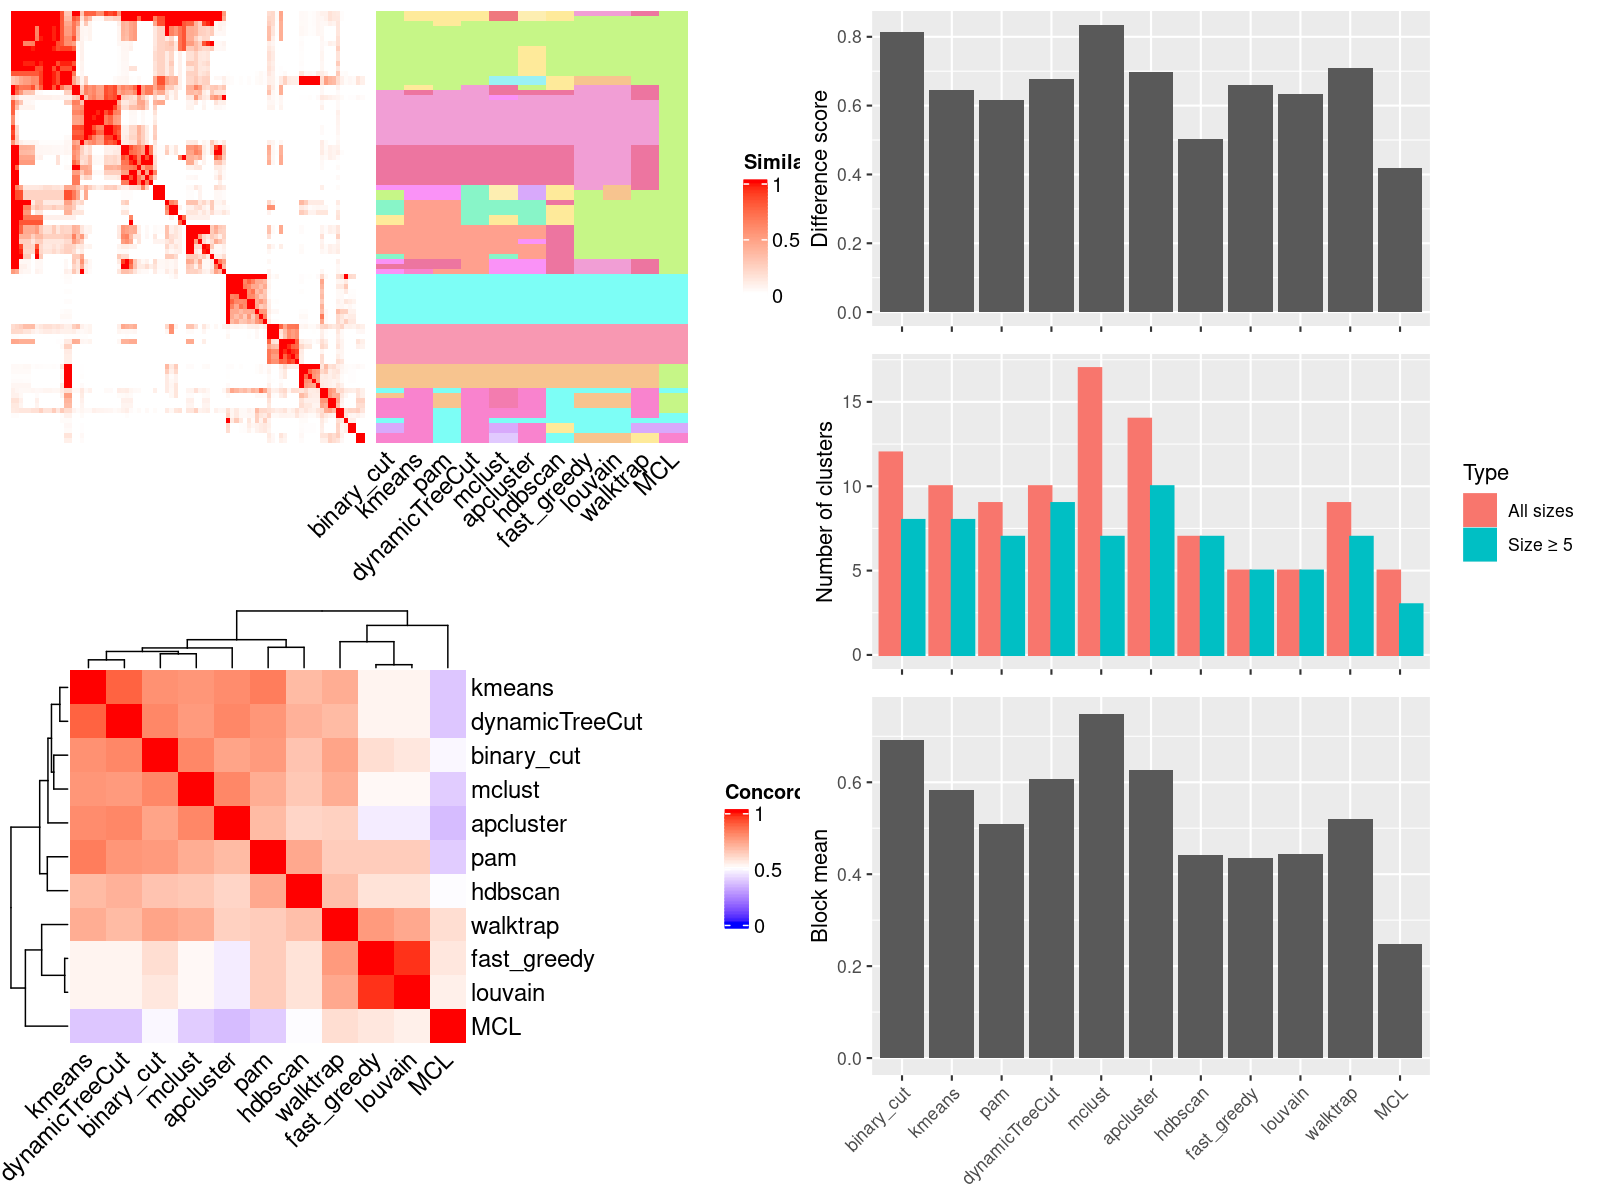 Simila
1
0.5
0
binary_cut
kmeans
pam
dynamicTreeCut
mclust
apcluster
hdbscan
fast_greedy
louvain
walktrap
MCL
Difference score
0.8
0.6
0.4
0.2
0.0
Number of clusters
15
10
5
0
Type
All sizes
Size ≥ 5
kmeans
dynamicTreeCut
binary_cut
mclust
apcluster
pam
hdbscan
walktrap
fast_greedy
louvain
MCL
kmeans
dynamicTreeCut
binary_cut
mclust
apcluster
pam
hdbscan
walktrap
fast_greedy
louvain
MCL
Concord
1
0.5
0
Block mean
0.6
0.4
0.2
0.0
binary_cut
kmeans
pam
dynamicTreeCut
mclust
apcluster
hdbscan
fast_greedy
louvain
walktrap
MCL